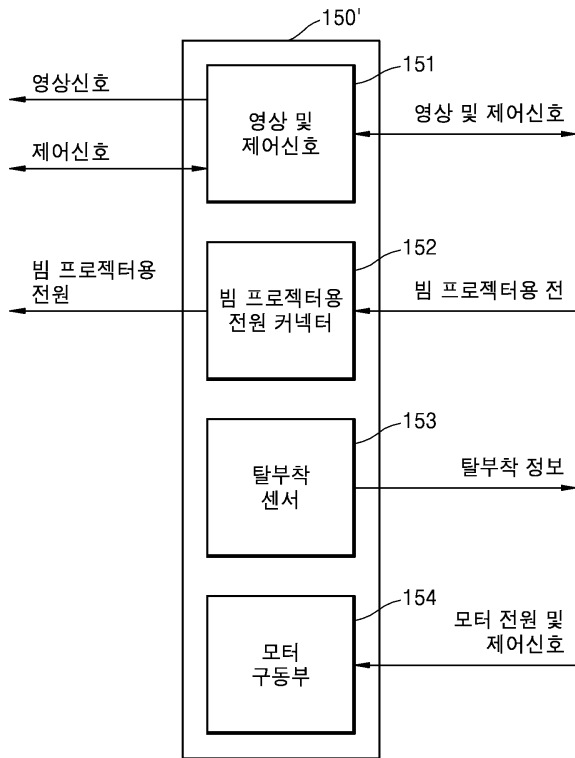 150'
151
영상신호
영상 및
제어신호
영상 및 제어신호
제어신호
152
빔 프로젝터용
전원
빔 프로젝터용
전원 커넥터
빔 프로젝터용 전
153
탈부착
센서
탈부착 정보
154
모터
구동부
모터 전원 및
제어신호